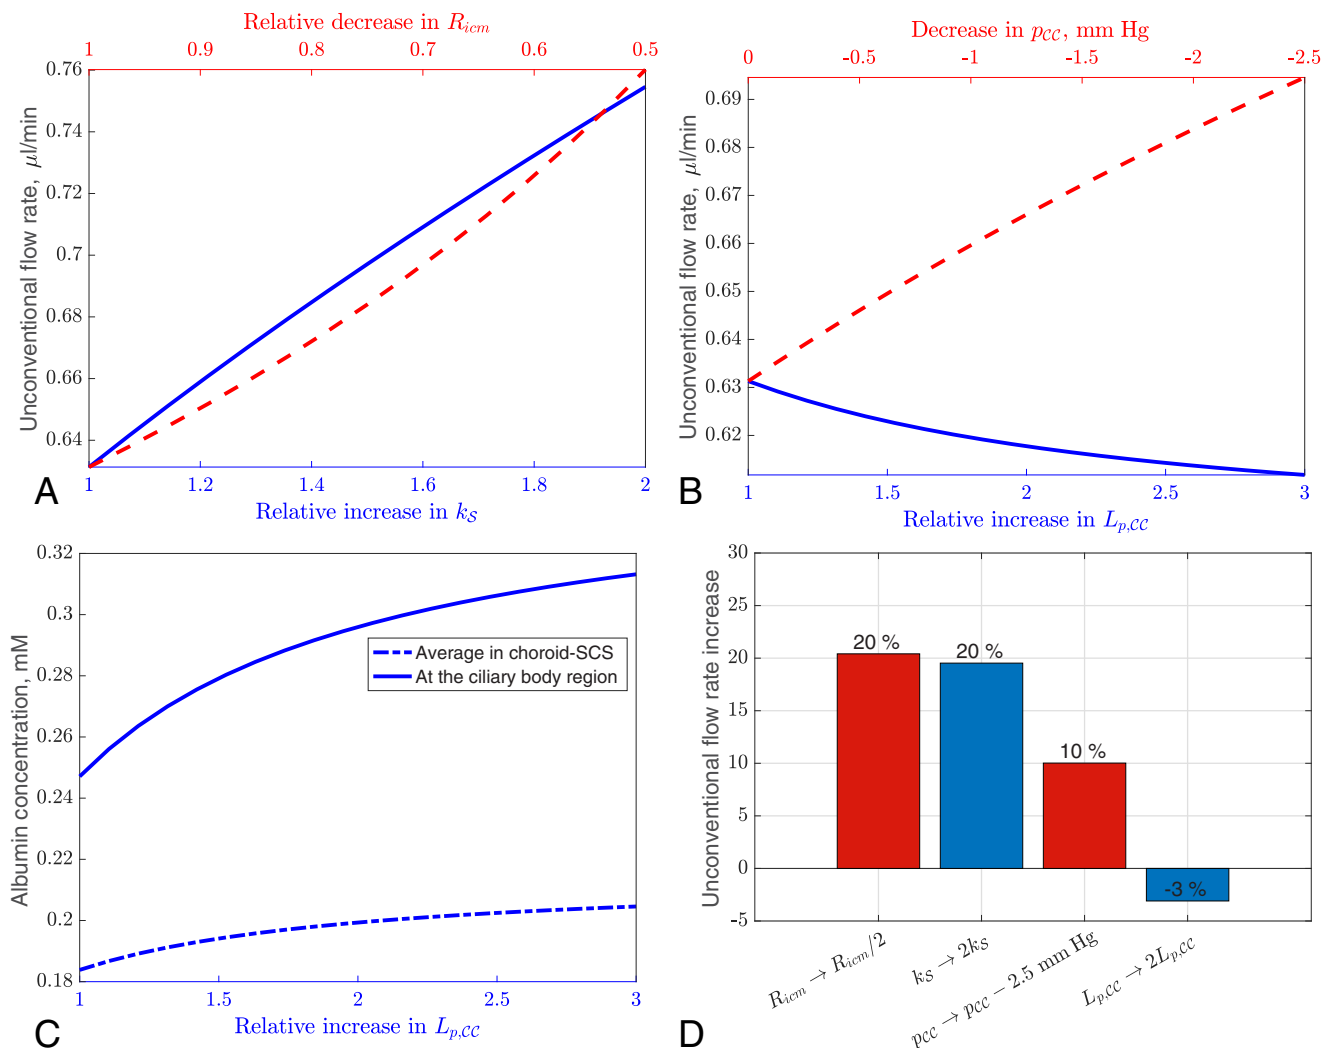 Relative decrease in R_icm
1 0.9 0.8 0.7 0.6 0.5
0.76
0.74
0.72
0.7
0.68
0.66
0.64
Unconventional flow rate, μl/min
1 1.2 1.4 1.6 1.8 2
Relative increase in k_S
A
Decrease in p_CC, mm Hg
0 -0.5 -1 -1.5 -2 -2.5
0.69
0.68
0.67
0.66
0.65
0.64
0.63
0.62
Unconventional flow rate, μl/min
1 1.5 2 2.5 3
Relative increase in L_p,CC
B
0.32
0.3
0.28
0.26
0.24
0.22
0.2
0.18
Albumin concentration, mM
Average in choroid-SCS
At the ciliary body region
1 1.5 2 2.5 3
Relative increase in L_p,CC
C
30
25
20
15
10
5
0
-5
Unconventional flow rate increase
20 %
20 %
10 %
-3 %
R_icm → R_icm/2
k_S → 2k_S
p_CC → p_CC − 2.5 mm Hg
L_p,CC → 2L_p,CC
D